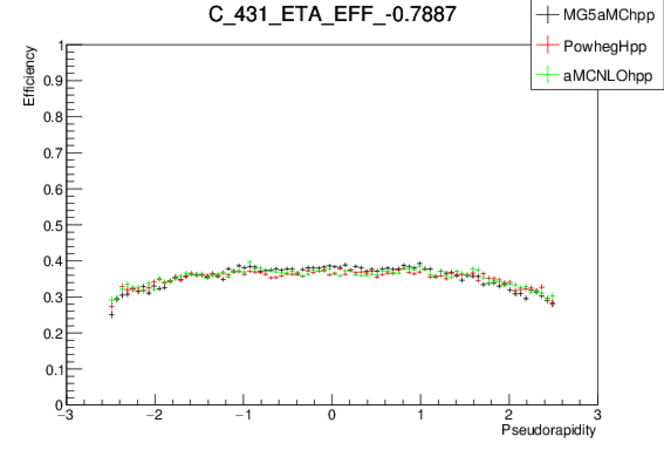 C_431_ETA_EFF_-0.7887
MG5aMChpp
PowhegHpp
aMCNLOhpp
Efficiency
1
0.9
0.8
0.7
0.6
0.5
0.4
0.3
0.2
0.1
0
−3 −2 −1 0 1 2 3
Pseudorapidity